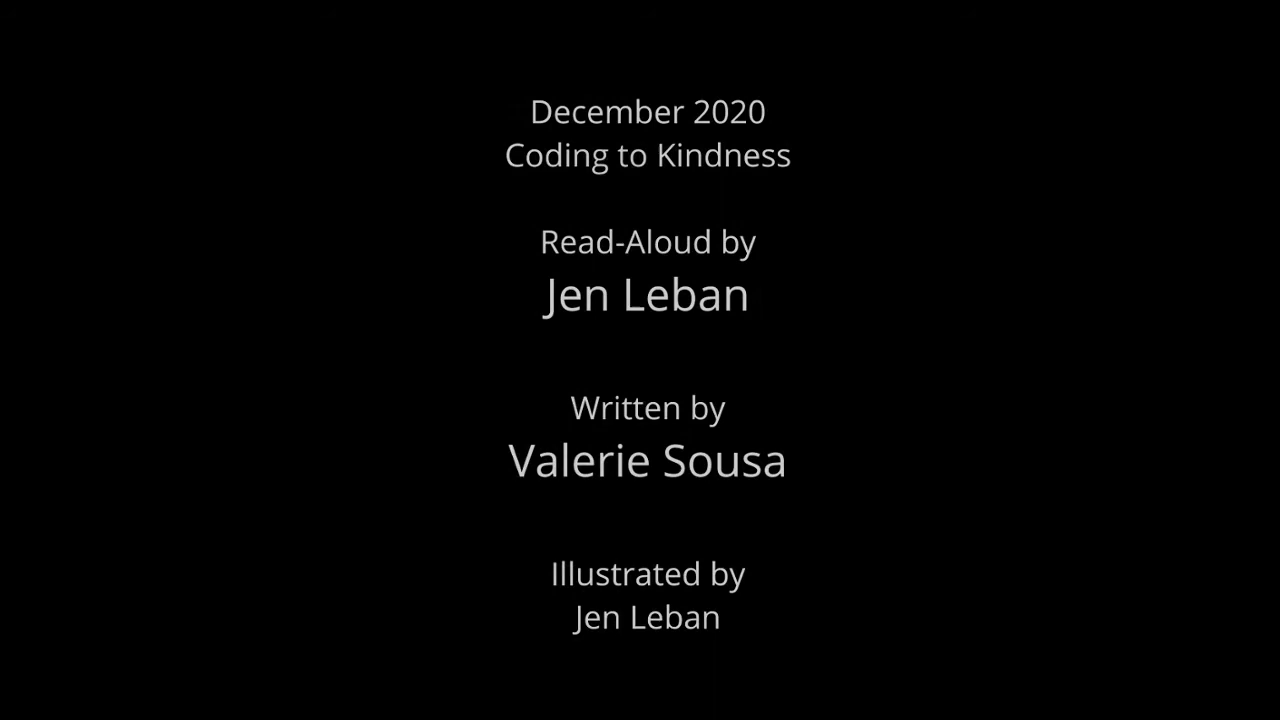 December 2020
Coding to Kindness
Read-Aloud by
Jen Leban
Written by
Valerie Sousa
Illustrated by
Jen Leban